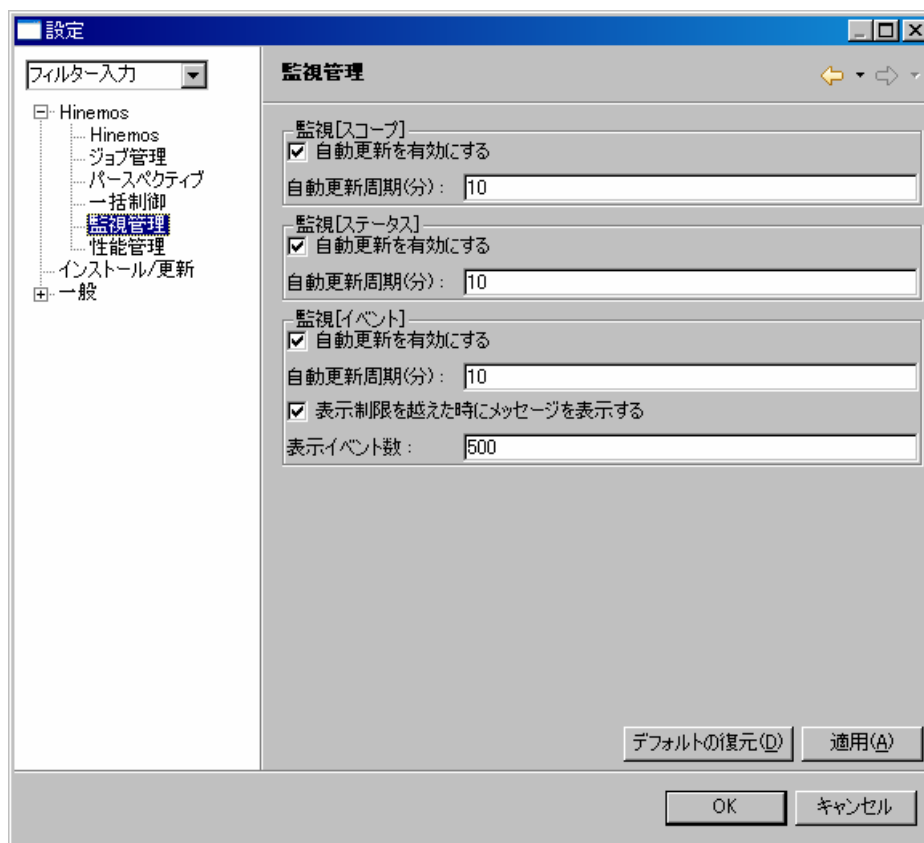 設定
フィルター入力
Hinemos
Hinemos
ジョブ管理
パースペクティブ
一括制御
監視管理
性能管理
インストール/更新
一般
監視管理
監視[スコープ]
自動更新を有効にする
自動更新周期(分) : 10
監視[ステータス]
自動更新を有効にする
自動更新周期(分) : 10
監視[イベント]
自動更新を有効にする
自動更新周期(分) : 10
表示制限を越えた時にメッセージを表示する
表示イベント数 : 500
デフォルトの復元(D) 適用(A)
OK キャンセル